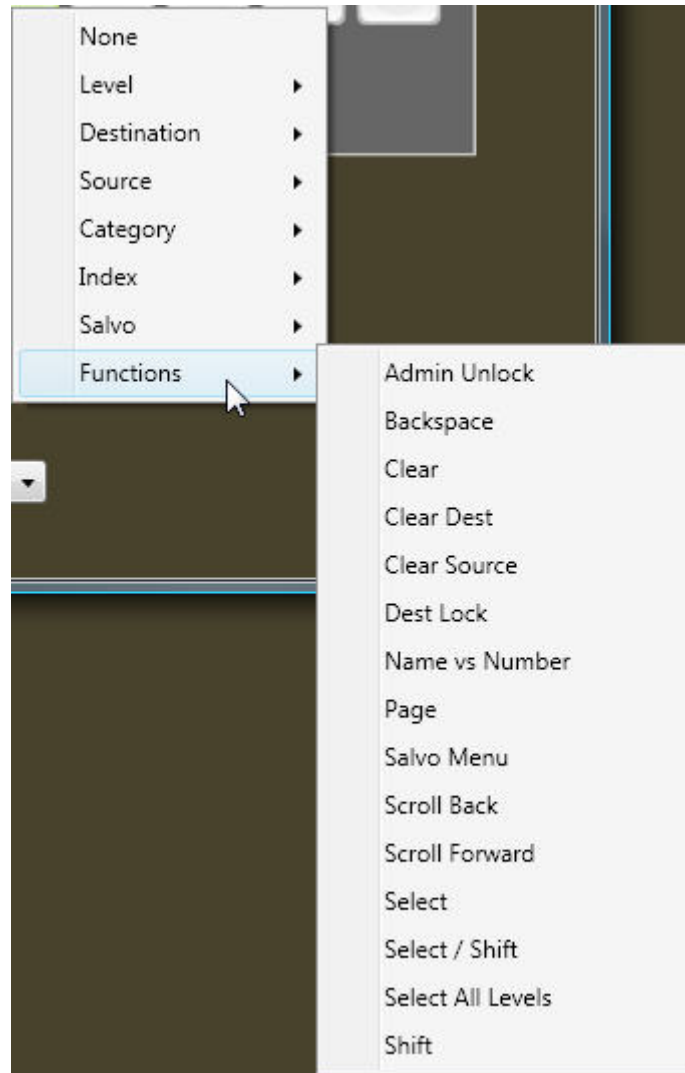 None
Level
Destination
Source
Category
Index
Salvo
Functions
Admin Unlock
Backspace
Clear
Clear Dest
Clear Source
Dest Lock
Name vs Number
Page
Salvo Menu
Scroll Back
Scroll Forward
Select
Select / Shift
Select All Levels
Shift